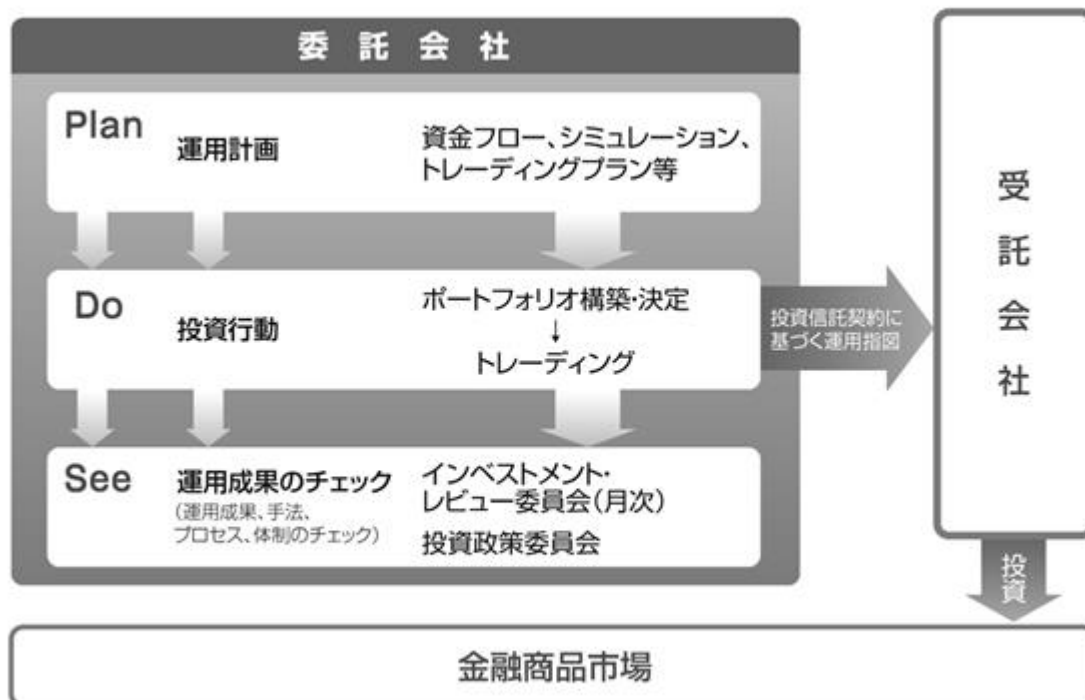 委託会社
Plan
運用計画
資金フロー、シミュレーション、
トレーディングプラン等
Do
投資行動
ポートフォリオ構築・決定
↓
トレーディング
投資信託契約に
基づく運用指図
See
運用成果のチェック
(運用成果、手法、
プロセス、体制のチェック)
インベストメント・
レビュー委員会(月次)
投資政策委員会
受託会社
投資
金融商品市場